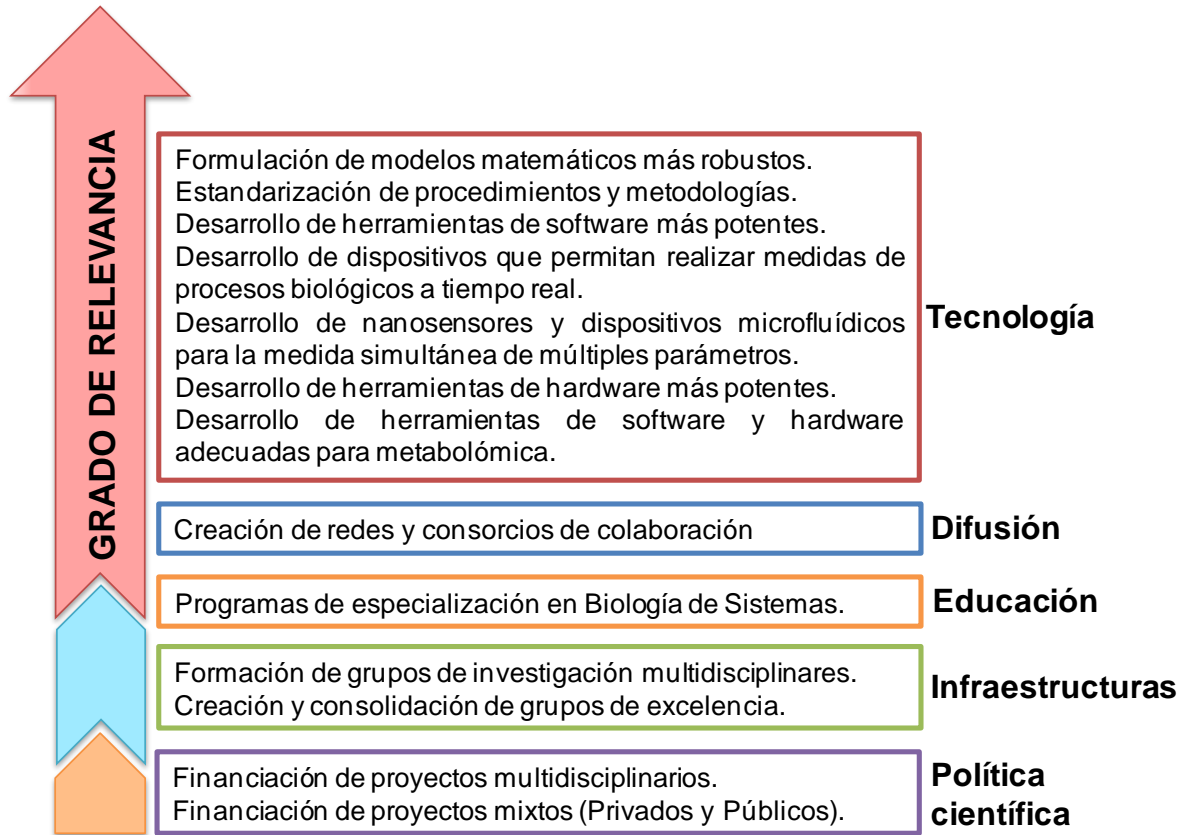 GRADO DE RELEVANCIA
Formulación de modelos matemáticos más robustos.
Estandarización de procedimientos y metodologías.
Desarrollo de herramientas de software más potentes.
Desarrollo de dispositivos que permitan realizar medidas de
procesos biológicos a tiempo real.
Desarrollo de nanosensores y dispositivos microfluídicos
para la medida simultánea de múltiples parámetros.
Desarrollo de herramientas de hardware más potentes.
Desarrollo de herramientas de software y hardware
adecuadas para metabolómica.
Tecnología
Creación de redes y consorcios de colaboración
Difusión
Programas de especialización en Biología de Sistemas.
Educación
Formación de grupos de investigación multidisciplinares.
Creación y consolidación de grupos de excelencia.
Infraestructuras
Financiación de proyectos multidisciplinarios.
Financiación de proyectos mixtos (Privados y Públicos).
Política
científica